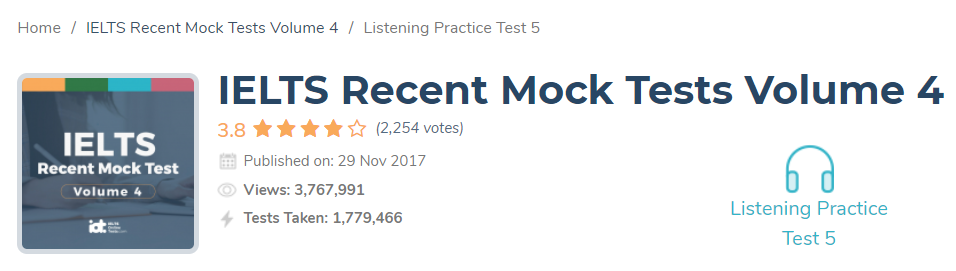 Home / IELTS Recent Mock Tests Volume 4 / Listening Practice Test 5
IELTS Recent Mock Tests Volume 4
3.8 (2,254 votes)
Published on: 29 Nov 2017
Views: 3,767,991
Tests Taken: 1,779,466
IELTS
Recent Mock Test
Volume 4
iot
Listening Practice
Test 5